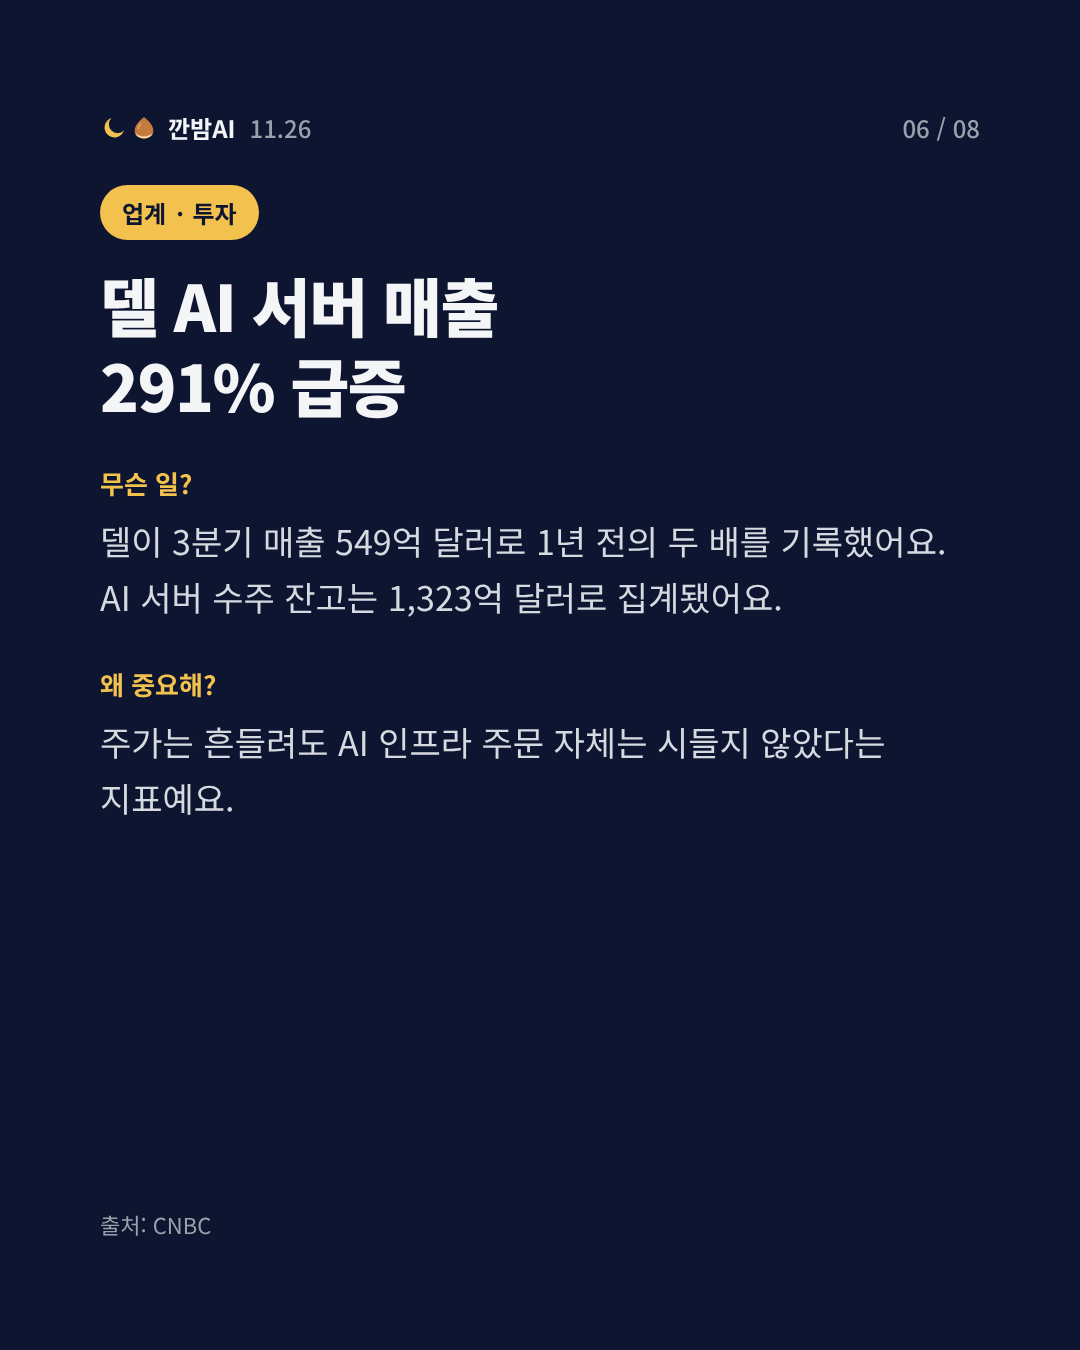 깐밤AI 11.26
06 / 08
업계 · 투자
델 AI 서버 매출
291% 급증
무슨 일?
델이 3분기 매출 549억 달러로 1년 전의 두 배를 기록했어요.
AI 서버 수주 잔고는 1,323억 달러로 집계됐어요.
왜 중요해?
주가는 흔들려도 AI 인프라 주문 자체는 시들지 않았다는
지표예요.
출처: CNBC